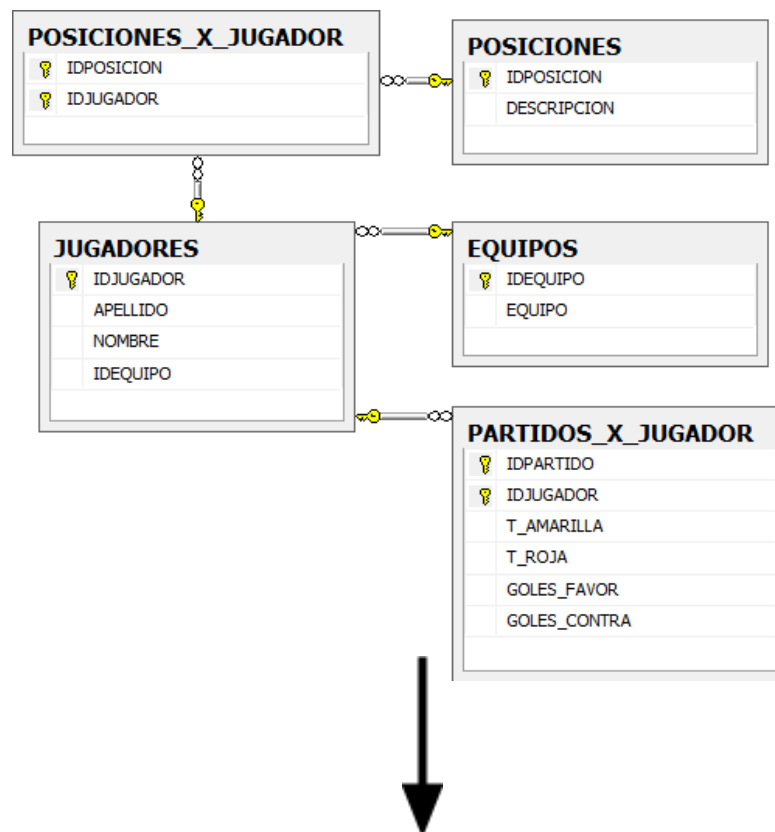 POSICIONES_X_JUGADOR
IDPOSICION
IDJUGADOR
POSICIONES
IDPOSICION
DESCRIPCION
JUGADORES
IDJUGADOR
APELLIDO
NOMBRE
IDEQUIPO
EQUIPOS
IDEQUIPO
EQUIPO
PARTIDOS_X_JUGADOR
IDPARTIDO
IDJUGADOR
T_AMARILLA
T_ROJA
GOLES_FAVOR
GOLES_CONTRA